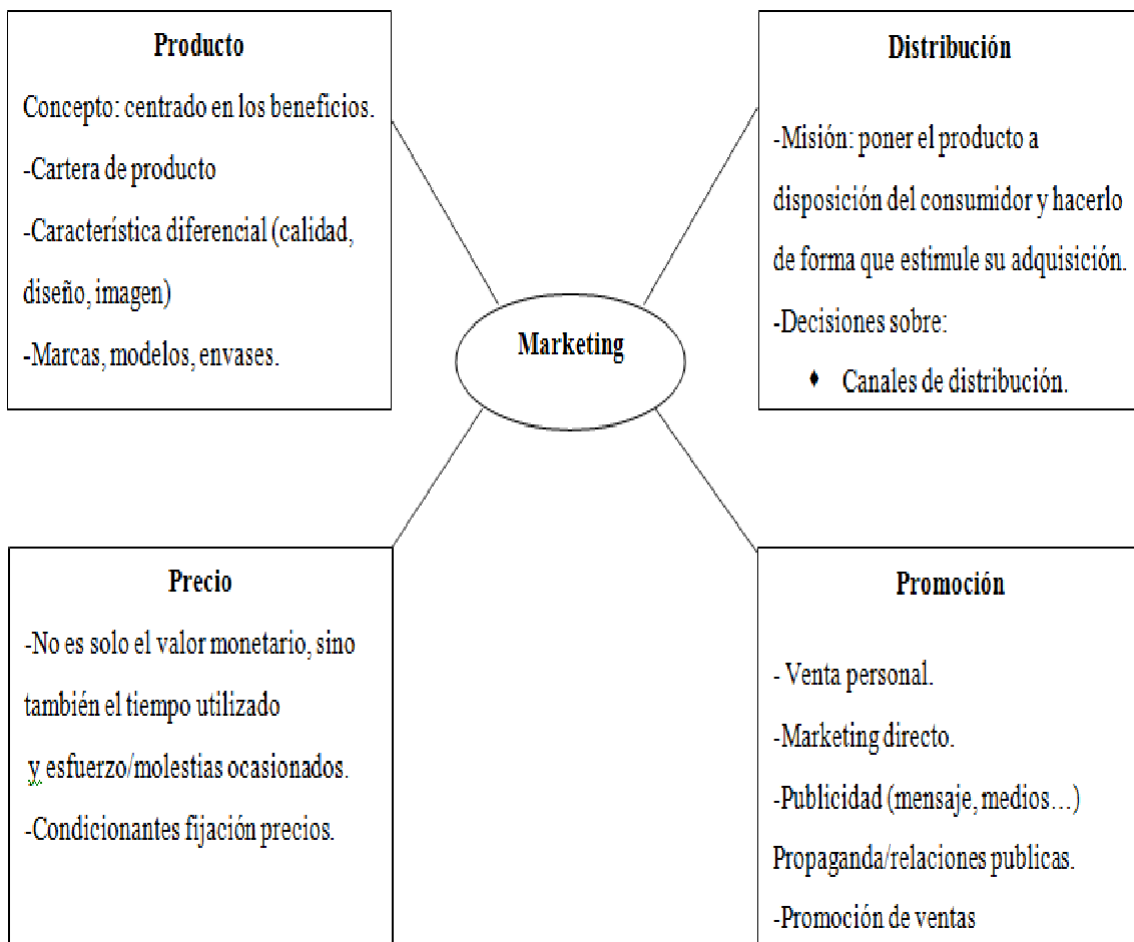 Producto
Concepto: centrado en los beneficios.
-Cartera de producto
-Característica diferencial (calidad,
diseño, imagen)
-Marcas, modelos, envases.
Distribución
-Misión: poner el producto a
disposición del consumidor y hacerlo
de forma que estimule su adquisición.
-Decisiones sobre:
♦ Canales de distribución.
Marketing
Precio
-No es solo el valor monetario, sino
también el tiempo utilizado
y esfuerzo/molestias ocasionados.
-Condicionantes fijación precios.
Promoción
- Venta personal.
-Marketing directo.
-Publicidad (mensaje, medios…)
Propaganda/relaciones publicas.
-Promoción de ventas